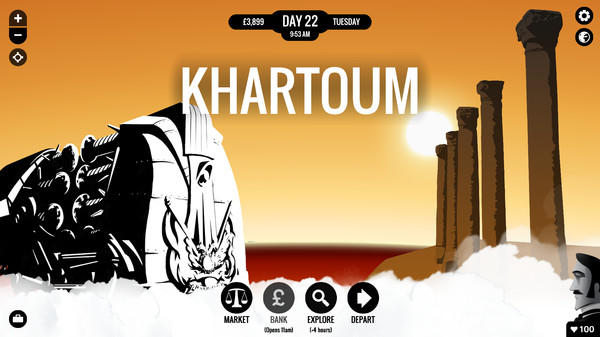 £3,899
DAY 22
TUESDAY
9:53 AM
KHARTOUM
MARKET
BANK
EXPLORE
DEPART
(Opens 11am)
(~4 hours)
100